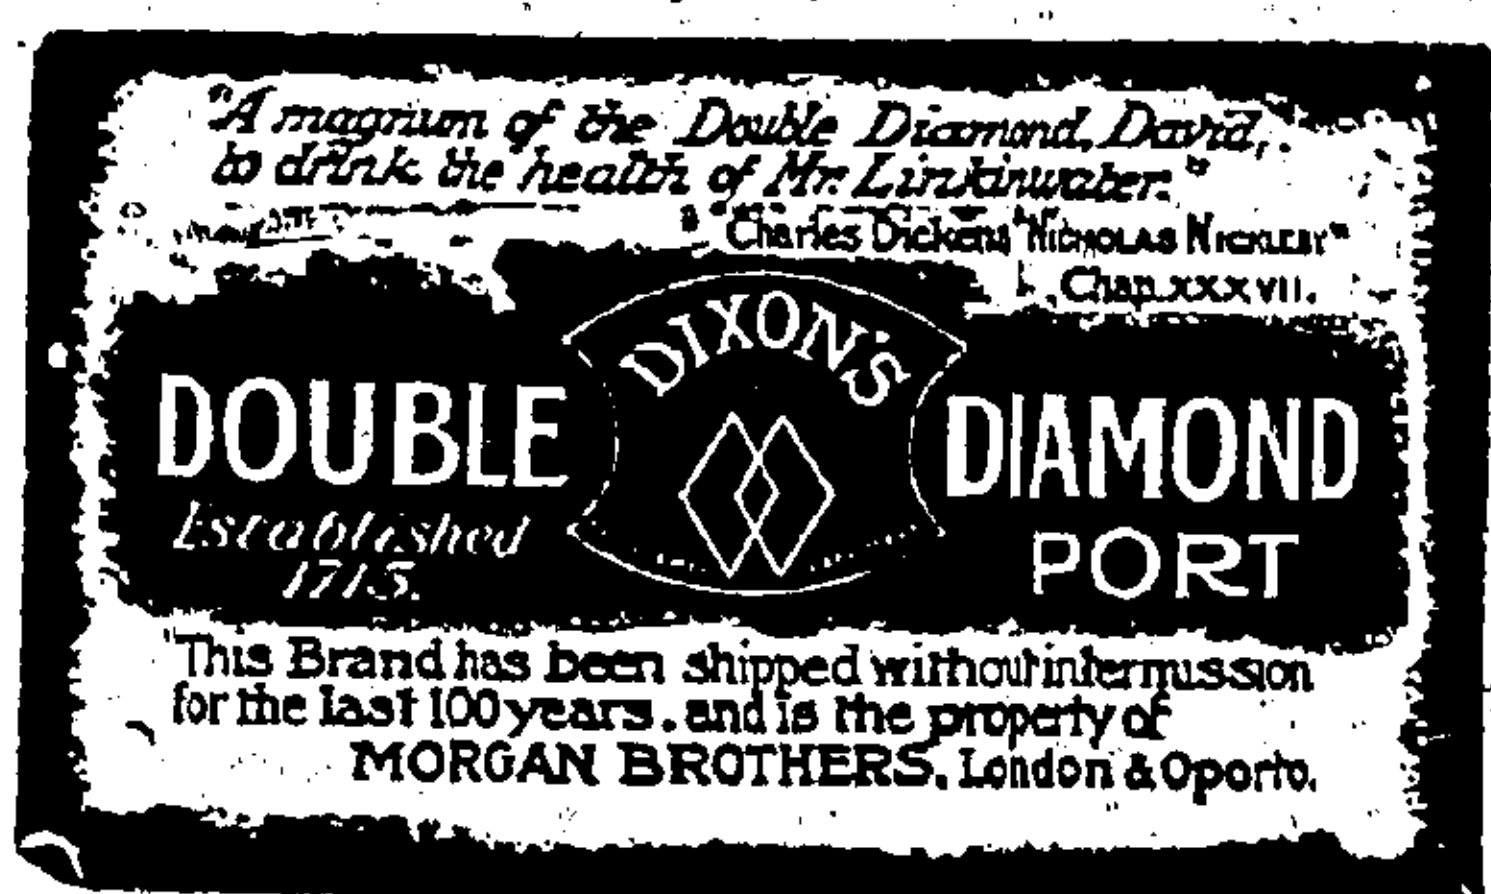 "A magnum of the Double Diamond, David,
to drink the health of Mr. Linkinwater."
Charles Dickens "NICHOLAS NICKLEBY"
Chap. XXXVII.
DIXON'S
DOUBLE DIAMOND
Established
1715.
PORT
This Brand has been shipped without intermission
for the last 100 years, and is the property of
MORGAN BROTHERS, London & Oporto.